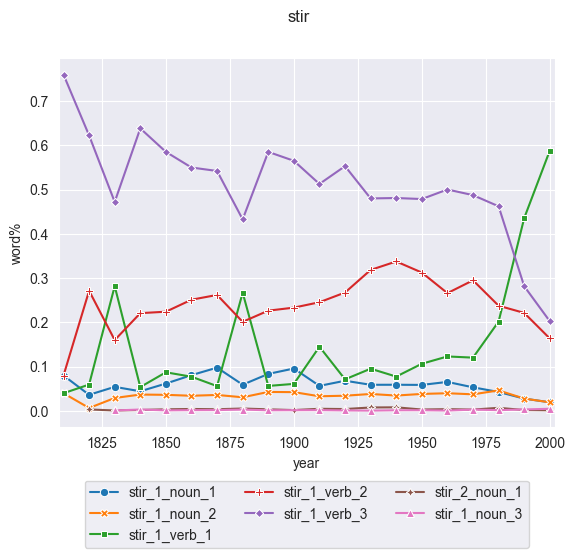 stir
0.7
0.6
0.5
0.4
0.3
0.2
0.1
0.0
word%
1825 1850 1875 1900 1925 1950 1975 2000
year
stir_1_noun_1 stir_1_verb_2 stir_2_noun_1
stir_1_noun_2 stir_1_verb_3 stir_1_noun_3
stir_1_verb_1